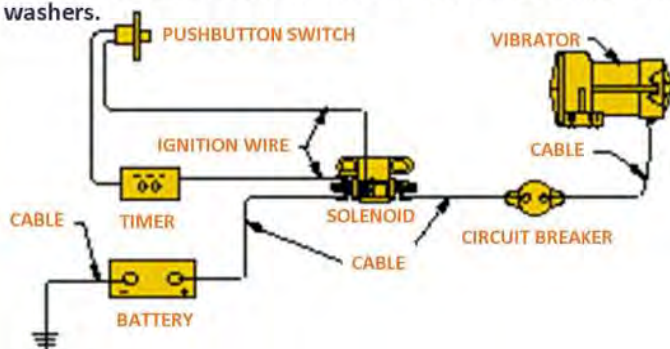 washers.
PUSHBUTTON SWITCH
VIBRATOR
IGNITION WIRE
CABLE
TIMER
SOLENOID
CABLE
CIRCUIT BREAKER
CABLE
- +
BATTERY